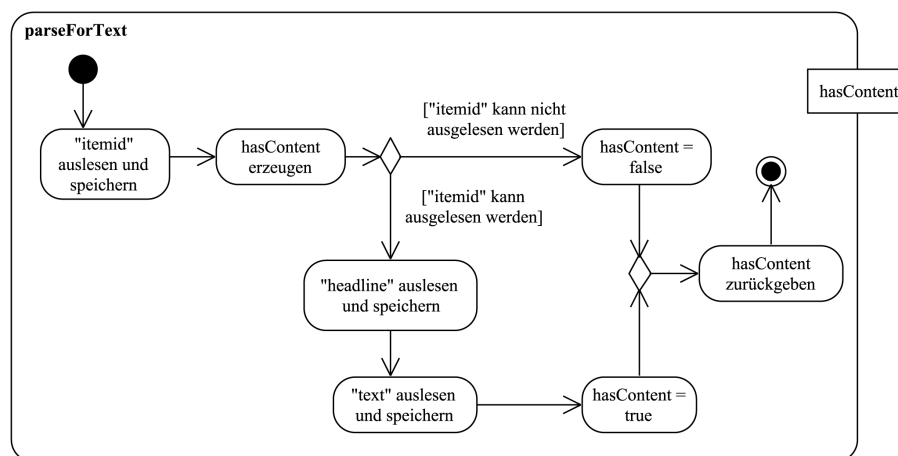 parseForText
hasContent
"itemid"
auslesen und
speichern
hasContent
erzeugen
["itemid" kann nicht
ausgelesen werden]
hasContent =
false
["itemid" kann
ausgelesen werden]
"headline" auslesen
und speichern
"text" auslesen
und speichern
hasContent =
true
hasContent
zurückgeben